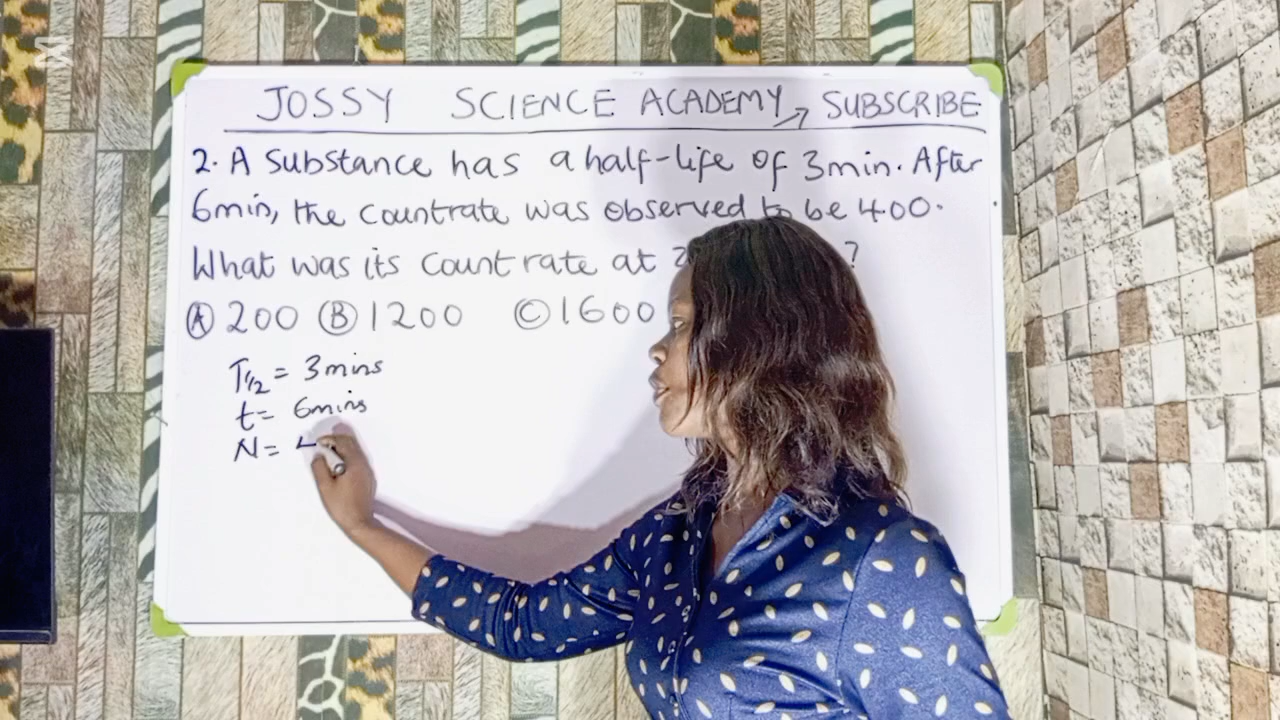 JOSSY SCIENCE ACADEMY → SUBSCRIBE
2. A Substance has a half-life of 3min. After
6min, the Countrate was observed to be 400.
What was its Count rate at ?
Ⓐ 200 Ⓑ 1200 Ⓒ 1600
T½ = 3mins
t = 6mins
N = 4